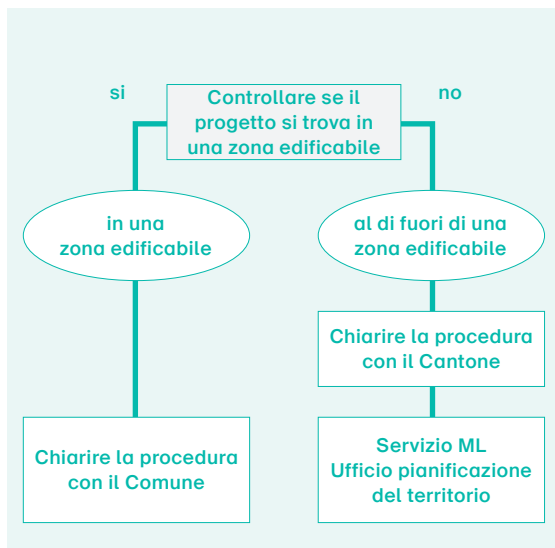 si
Controllare se il
progetto si trova in
una zona edificabile
no
in una
zona edificabile
al di fuori di una
zona edificabile
Chiarire la procedura
con il Cantone
Chiarire la procedura
con il Comune
Servizio ML
Ufficio pianificazione
del territorio